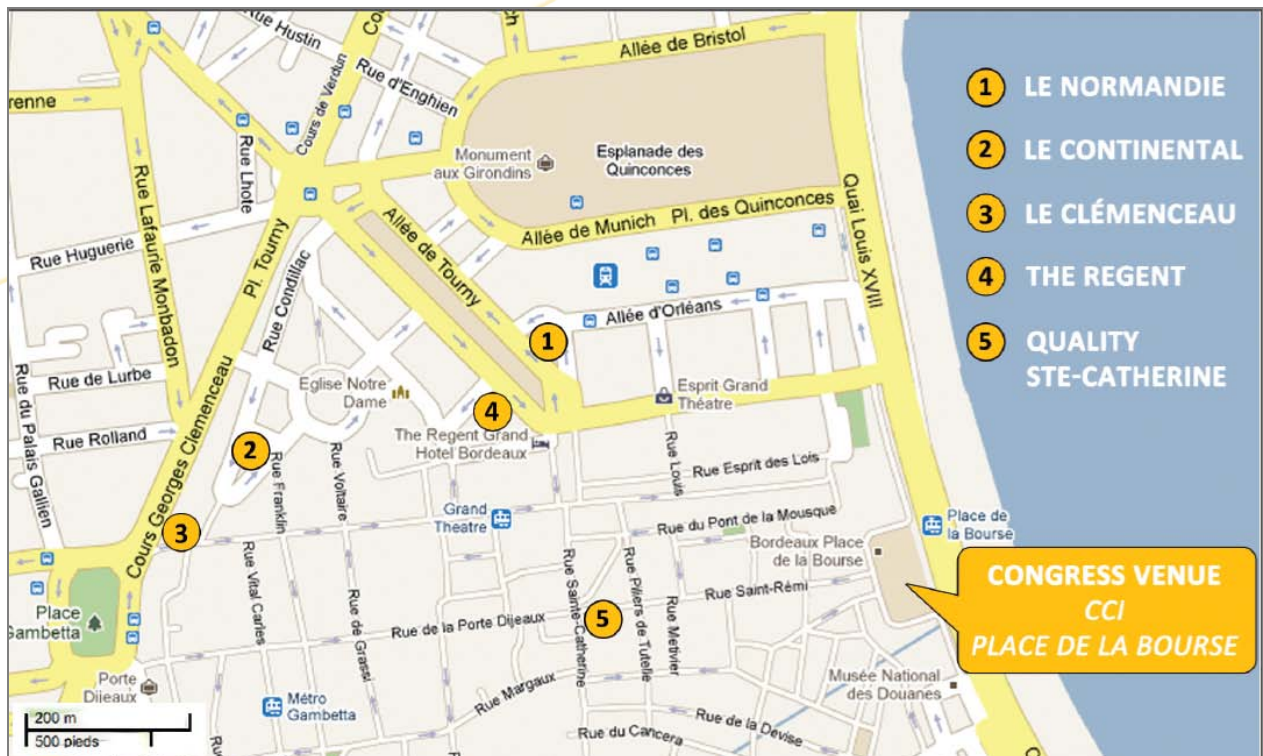 Rue Hustin
Rue d'Enghien
Cours de Verdun
Allée de Bristol
renne
Rue Lafaurie Monbadon
Rue Lhote
Monument
aux Girondins
Esplanade des
Quinconces
Quai Louis XVIII
Allée de Munich Pl. des Quinconces
Rue Huguerie
Pl. Tourny
Allée de Tourny
Rue Condillac
Allée d'Orléans
1
Rue de Lurbe
Rue du Palais Gallien
Rue Rolland
Eglise Notre
Dame
Esprit Grand
Théatre
4
The Regent Grand
Hotel Bordeaux
2
Cours Georges Clemenceau
Rue Franklin
Rue Voltaire
Rue Louis
Rue Esprit des Lois
3
Grand
Theatre
Rue du Pont de la Mousque
Place de
la Bourse
Bordeaux Place
de la Bourse
Place
Gambetta
Rue Vital Carles
Rue de Grassi
Rue Sainte-Catherine
Rue Piliers de Tutelle
Rue Metivier
Rue Saint-Rémi
Rue de la Porte Dijeaux
5
Porte
Dijeaux
Métro
Gambetta
Rue Margaux
Musée National
des Douanes
Rue de la Devise
Rue du Cancera
200 m
500 pieds
1 LE NORMANDIE
2 LE CONTINENTAL
3 LE CLÉMENCEAU
4 THE REGENT
5 QUALITY
STE-CATHERINE
CONGRESS VENUE
CCI
PLACE DE LA BOURSE